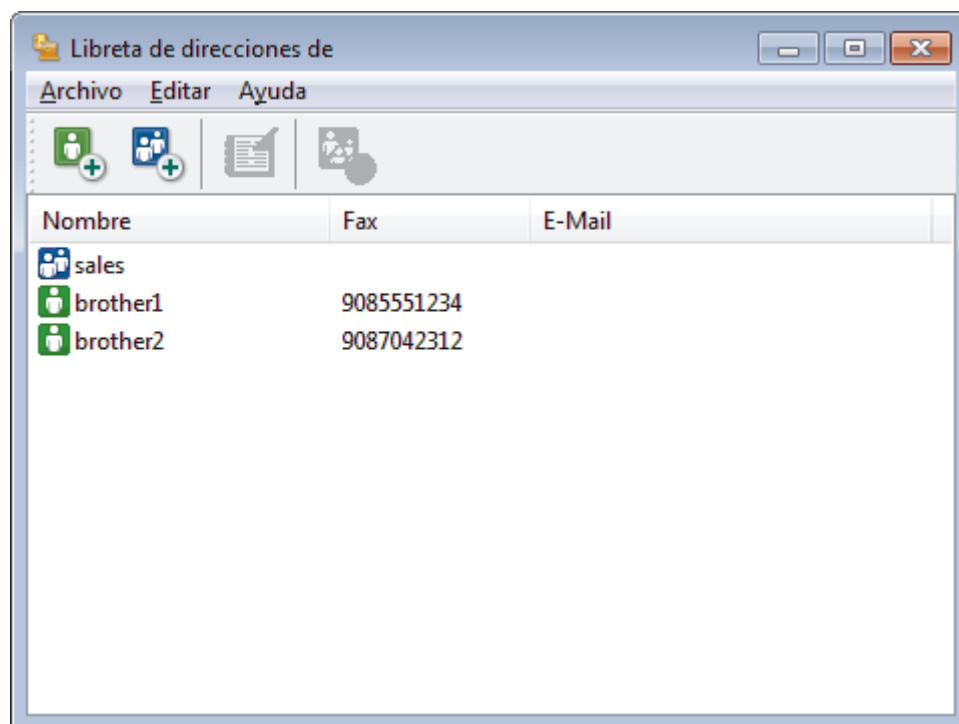 Libreta de direcciones de
Archivo Editar Ayuda
Nombre Fax E-Mail
sales
brother1 9085551234
brother2 9087042312